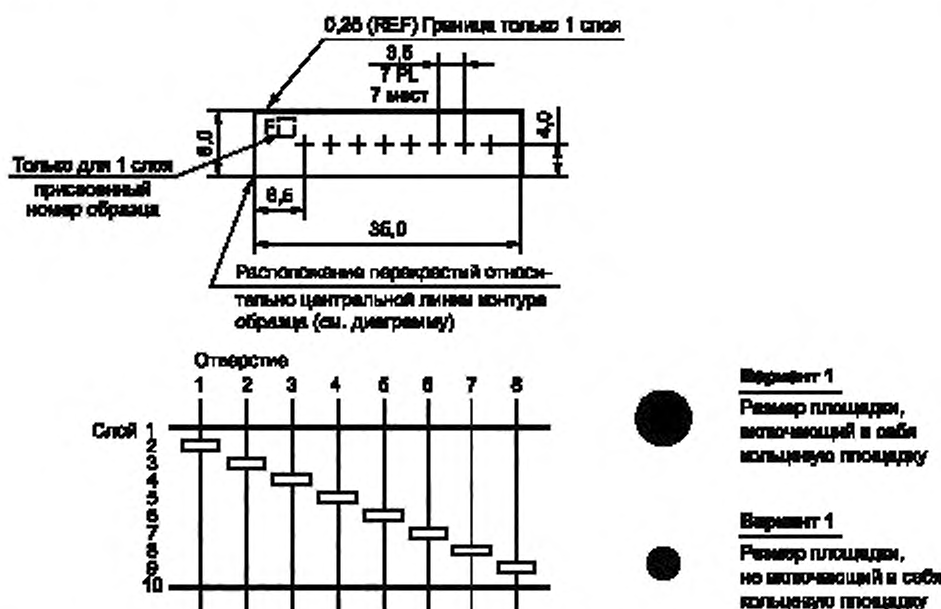 0,25 (REF) Граница только 1 слоя
3,5
7 PL
7 мест
F
8,0
4,0
Только для 1 слоя
присвоенный
номер образца
6,5
35,0
Расположение перекрестий относи-
тельно центральной линии контура
образца (см. диаграмму)
Отверстие
1 2 3 4 5 6 7 8
Слой 1
2
3
4
5
6
7
8
9
10
Вариант 1
Размер площадки,
включающий в себя
кольцевую площадку
Вариант 1
Размер площадки,
не включающий в себя
кольцевую площадку